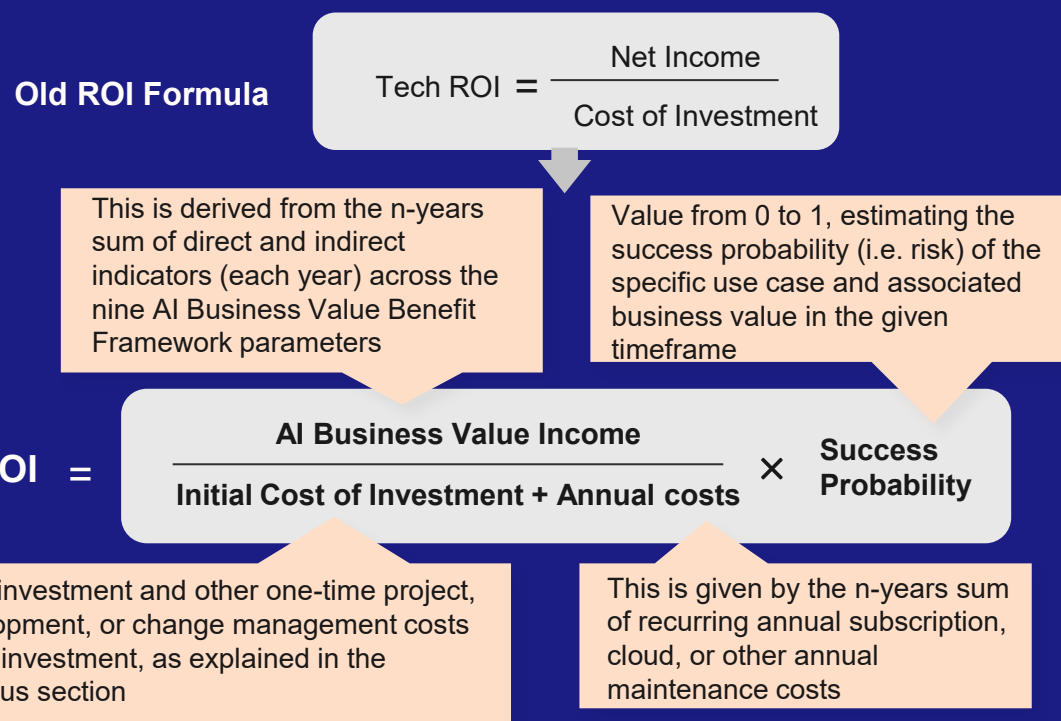 Old ROI Formula
Tech ROI =
Net Income
Cost of Investment
This is derived from the n-years
sum of direct and indirect
indicators (each year) across the
nine AI Business Value Benefit
Framework parameters
Value from 0 to 1, estimating the
success probability (i.e. risk) of the
specific use case and associated
business value in the given
timeframe
OI =
AI Business Value Income
Initial Cost of Investment + Annual costs
×
Success
Probability
investment and other one-time project,
opment, or change management costs
investment, as explained in the
us section
This is given by the n-years sum
of recurring annual subscription,
cloud, or other annual
maintenance costs